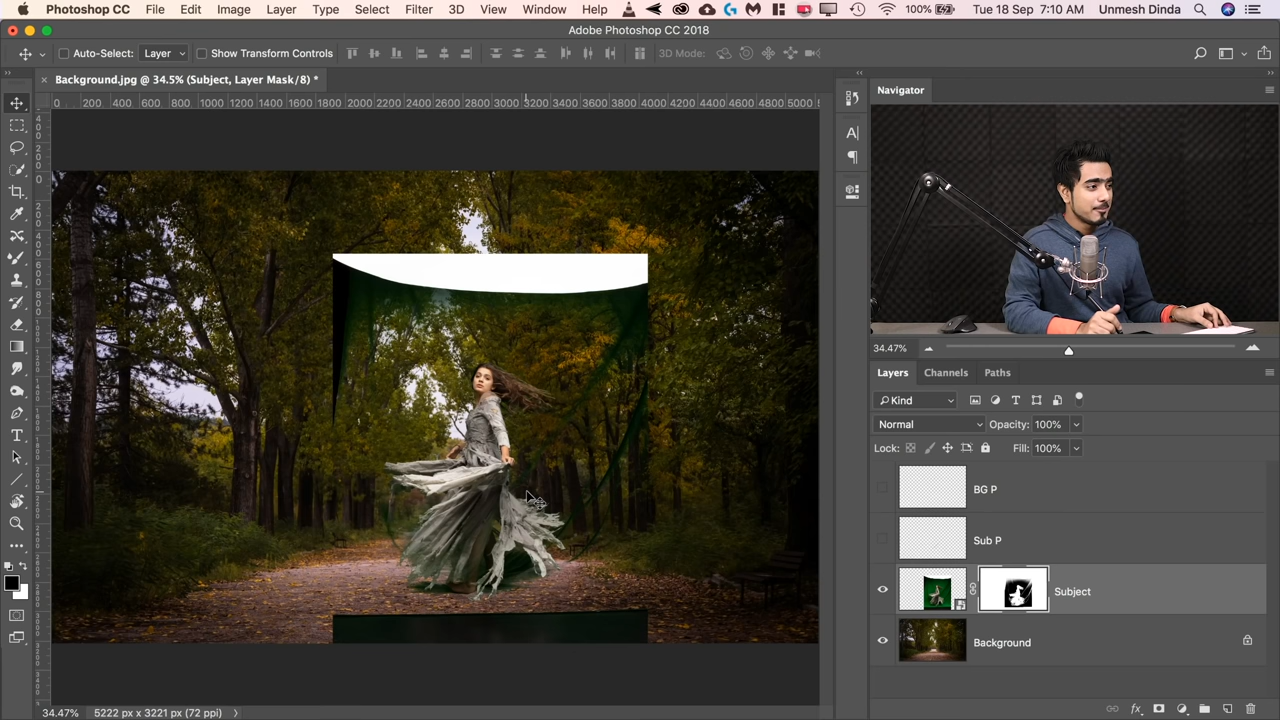 Photoshop CC File Edit Image Layer Type Select Filter 3D View Window Help 100% Tue 18 Sep 7:10 AM Unmesh Dinda
Adobe Photoshop CC 2018
Auto-Select: Layer Show Transform Controls 3D Mode:
Background.jpg @ 34.5% (Subject, Layer Mask/8) *
0 200 400 600 800 1000 1200 1400 1600 1800 2000 2200 2400 2600 2800 3000 3200 3400 3600 3800 4000 4200 4400 4600 4800 5000
Navigator
34.47%
Layers Channels Paths
Kind
Normal Opacity: 100%
Lock: Fill: 100%
BG P
Sub P
Subject
Background
34.47% 5222 px x 3221 px (72 ppi)